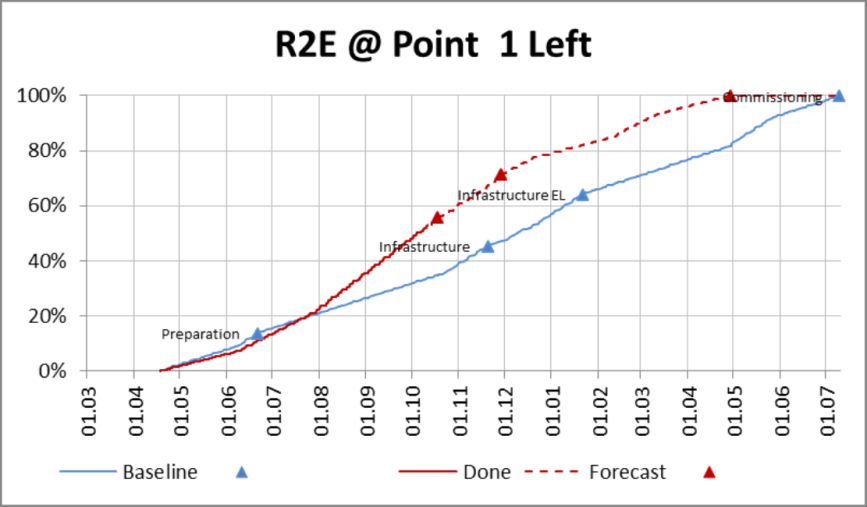 R2E @ Point 1 Left
100%
80%
60%
40%
20%
0%
Commissioning
Infrastructure EL
Infrastructure
Preparation
01.03
01.04
01.05
01.06
01.07
01.08
01.09
01.10
01.11
01.12
01.01
01.02
01.03
01.04
01.05
01.06
01.07
Baseline
Done
Forecast